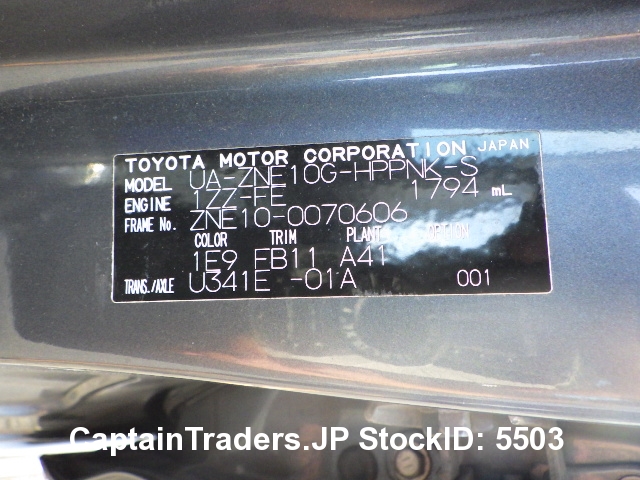 TOYOTA MOTOR CORPORATION JAPAN
MODEL UA-ZNE10G-HPPNK-S
ENGINE 1ZZ-FE 1794 mL
FRAME No. ZNE10-0070606
COLOR TRIM PLANT OPTION
1E9 FB11 A41
TRANS./AXLE U341E -01A 001
CaptainTraders.JP StockID: 5503